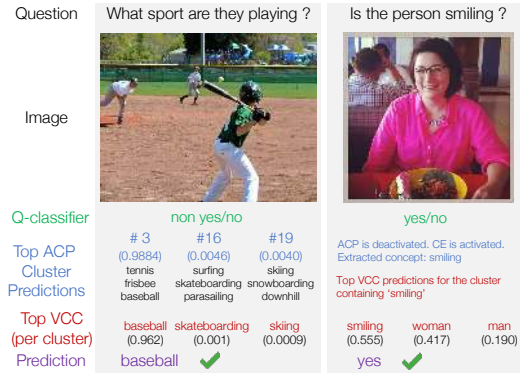 Question What sport are they playing ? Is the person smiling ?
Image
Q-classifier non yes/no yes/no
# 3 #16 #19
(0.9884) (0.0046) (0.0040)
Top ACP
Cluster
Predictions
tennis surfing skiing
frisbee skateboarding snowboarding
baseball parasailing downhill
ACP is deactivated. CE is activated.
Extracted concept: smiling
Top VCC predictions for the cluster
containing ‘smiling’
Top VCC
(per cluster)
baseball skateboarding skiing smiling woman man
(0.962) (0.001) (0.0009) (0.555) (0.417) (0.190)
Prediction baseball yes